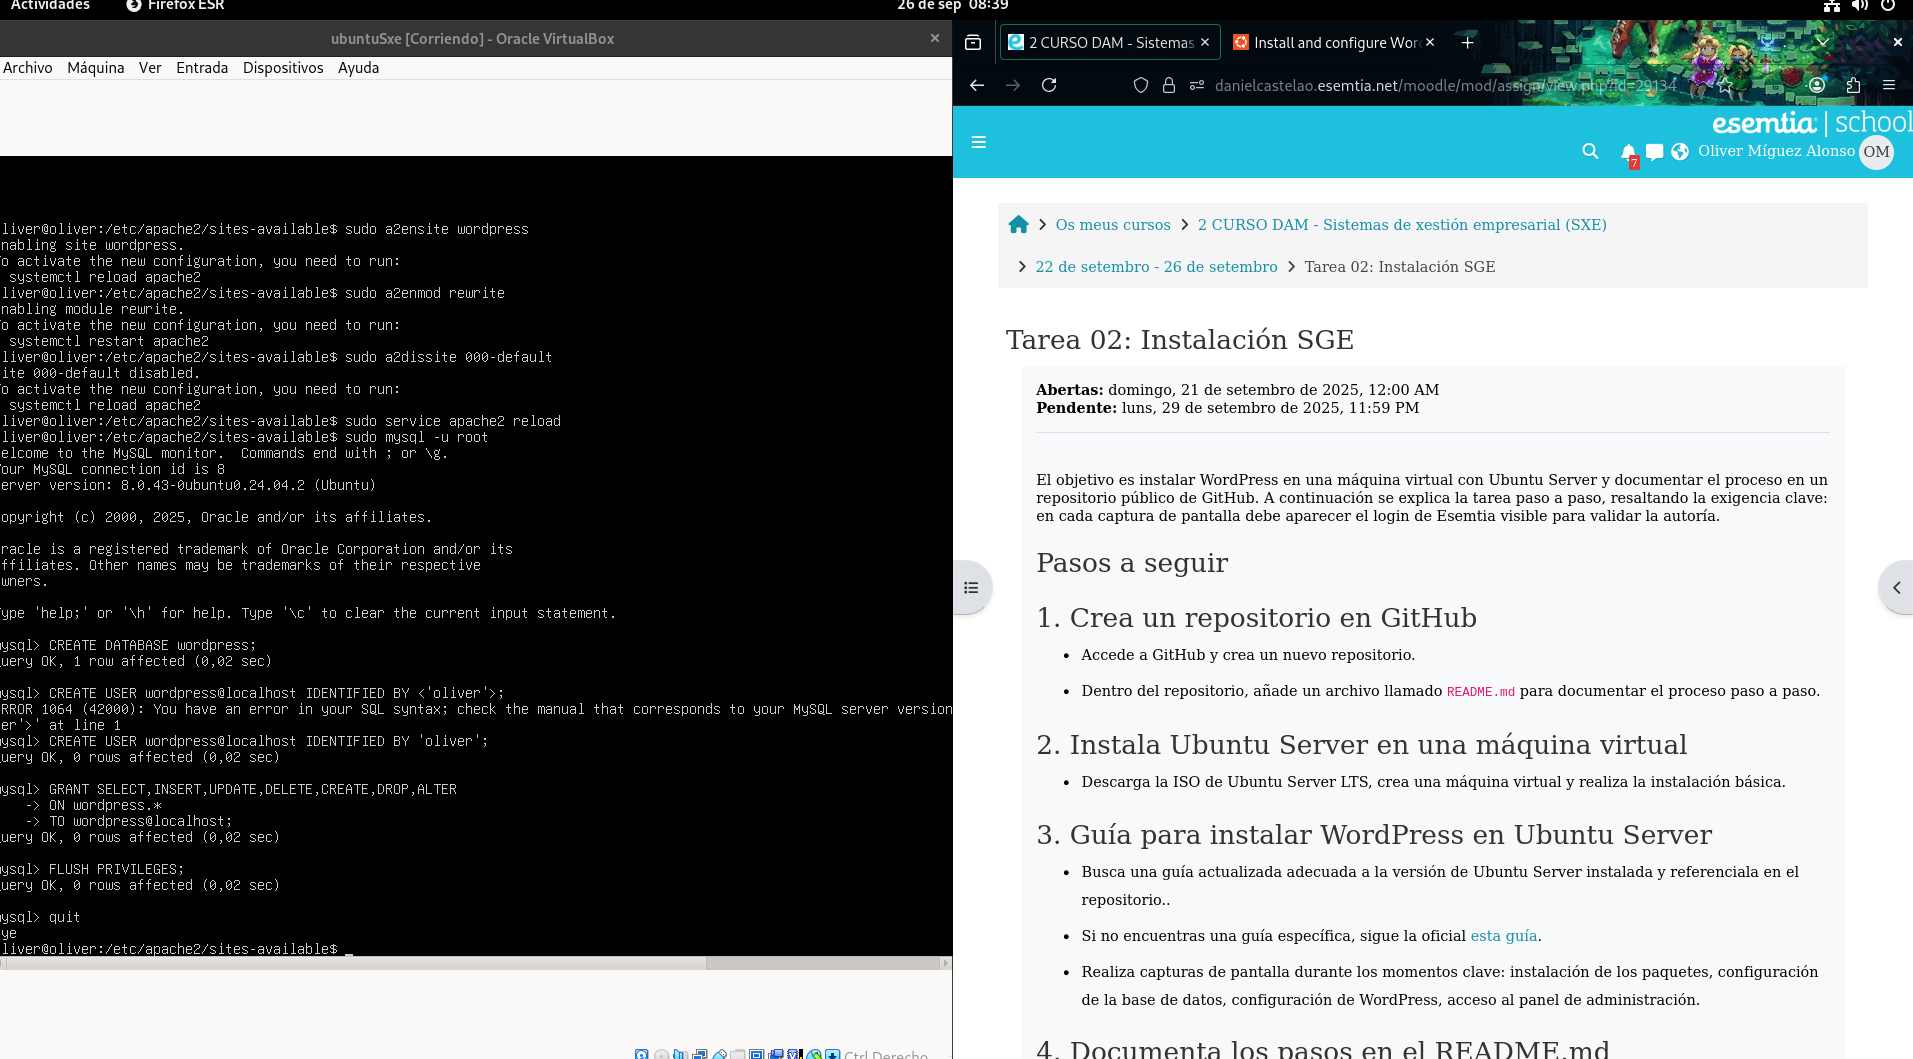 Actividades Firefox ESR 26 de sep 08:39
ubuntuSxe [Corriendo] - Oracle VirtualBox
Archivo Máquina Ver Entrada Dispositivos Ayuda
liver@oliver:/etc/apache2/sites-available$ sudo a2ensite wordpress
nabling site wordpress.
o activate the new configuration, you need to run:
systemctl reload apache2
liver@oliver:/etc/apache2/sites-available$ sudo a2enmod rewrite
nabling module rewrite.
o activate the new configuration, you need to run:
systemctl restart apache2
liver@oliver:/etc/apache2/sites-available$ sudo a2dissite 000-default
ite 000-default disabled.
o activate the new configuration, you need to run:
systemctl reload apache2
liver@oliver:/etc/apache2/sites-available$ sudo service apache2 reload
liver@oliver:/etc/apache2/sites-available$ sudo mysql -u root
elcome to the MySQL monitor.  Commands end with ; or \g.
our MySQL connection id is 8
erver version: 8.0.43-0ubuntu0.24.04.2 (Ubuntu)
opyright (c) 2000, 2025, Oracle and/or its affiliates.
racle is a registered trademark of Oracle Corporation and/or its
ffiliates. Other names may be trademarks of their respective
wners.
ype 'help;' or '\h' for help. Type '\c' to clear the current input statement.
ysql> CREATE DATABASE wordpress;
uery OK, 1 row affected (0,02 sec)
ysql> CREATE USER wordpress@localhost IDENTIFIED BY <'oliver'>;
RROR 1064 (42000): You have an error in your SQL syntax; check the manual that corresponds to your MySQL server version
er'>' at line 1
ysql> CREATE USER wordpress@localhost IDENTIFIED BY 'oliver';
uery OK, 0 rows affected (0,02 sec)
ysql> GRANT SELECT,INSERT,UPDATE,DELETE,CREATE,DROP,ALTER
-> ON wordpress.*
-> TO wordpress@localhost;
uery OK, 0 rows affected (0,02 sec)
ysql> FLUSH PRIVILEGES;
uery OK, 0 rows affected (0,02 sec)
ysql> quit
ye
liver@oliver:/etc/apache2/sites-available$ _
Ctrl Derecho
2 CURSO DAM - Sistemas Install and configure Wor
danielcastelao.esemtia.net/moodle/mod/assign/view.php?id=29134
esemtia | school
7 Oliver Míguez Alonso OM
Os meus cursos 2 CURSO DAM - Sistemas de xestión empresarial (SXE)
22 de setembro - 26 de setembro Tarea 02: Instalación SGE
Tarea 02: Instalación SGE
Abertas: domingo, 21 de setembro de 2025, 12:00 AM
Pendente: luns, 29 de setembro de 2025, 11:59 PM
El objetivo es instalar WordPress en una máquina virtual con Ubuntu Server y documentar el proceso en un
repositorio público de GitHub. A continuación se explica la tarea paso a paso, resaltando la exigencia clave:
en cada captura de pantalla debe aparecer el login de Esemtia visible para validar la autoría.
Pasos a seguir
1. Crea un repositorio en GitHub
• Accede a GitHub y crea un nuevo repositorio.
• Dentro del repositorio, añade un archivo llamado README.md para documentar el proceso paso a paso.
2. Instala Ubuntu Server en una máquina virtual
• Descarga la ISO de Ubuntu Server LTS, crea una máquina virtual y realiza la instalación básica.
3. Guía para instalar WordPress en Ubuntu Server
• Busca una guía actualizada adecuada a la versión de Ubuntu Server instalada y referenciala en el
repositorio..
• Si no encuentras una guía específica, sigue la oficial esta guía.
• Realiza capturas de pantalla durante los momentos clave: instalación de los paquetes, configuración
de la base de datos, configuración de WordPress, acceso al panel de administración.
4. Documenta los pasos en el README.md